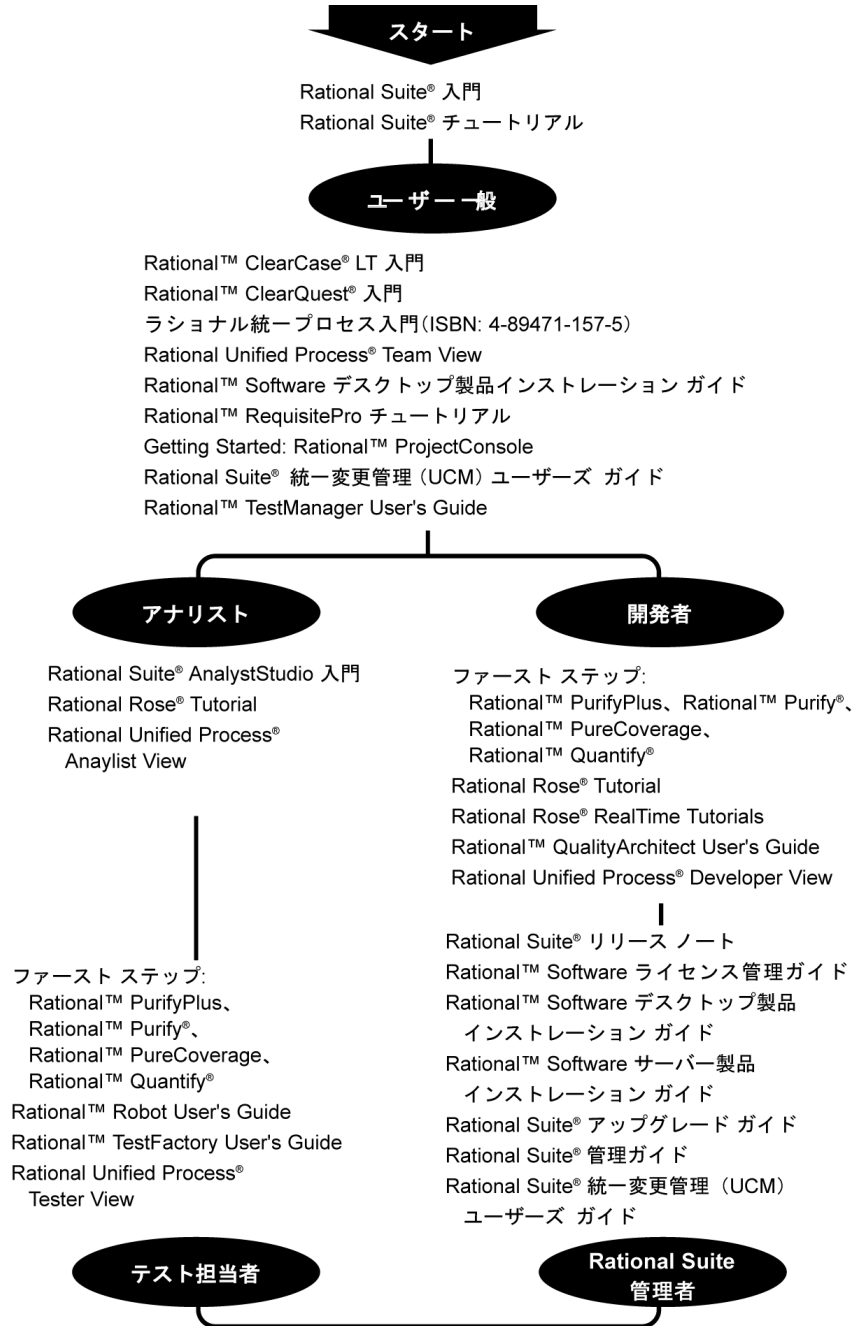 スタート
Rational Suite® 入門
Rational Suite® チュートリアル
ユーザー一般
Rational™ ClearCase® LT 入門
Rational™ ClearQuest® 入門
ラショナル統一プロセス入門(ISBN: 4-89471-157-5)
Rational Unified Process® Team View
Rational™ Software デスクトップ製品インストレーション ガイド
Rational™ RequisitePro チュートリアル
Getting Started: Rational™ ProjectConsole
Rational Suite® 統一変更管理（UCM）ユーザーズ ガイド
Rational™ TestManager User's Guide
アナリスト
Rational Suite® AnalystStudio 入門
Rational Rose® Tutorial
Rational Unified Process®
Anaylist View
開発者
ファースト ステップ:
Rational™ PurifyPlus、Rational™ Purify®、
Rational™ PureCoverage、
Rational™ Quantify®
Rational Rose® Tutorial
Rational Rose® RealTime Tutorials
Rational™ QualityArchitect User's Guide
Rational Unified Process® Developer View
ファースト ステップ:
Rational™ PurifyPlus、
Rational™ Purify®、
Rational™ PureCoverage、
Rational™ Quantify®
Rational™ Robot User's Guide
Rational™ TestFactory User's Guide
Rational Unified Process®
Tester View
テスト担当者
Rational Suite® リリース ノート
Rational™ Software ライセンス管理ガイド
Rational™ Software デスクトップ製品
インストレーション ガイド
Rational™ Software サーバー製品
インストレーション ガイド
Rational Suite® アップグレード ガイド
Rational Suite® 管理ガイド
Rational Suite® 統一変更管理（UCM）
ユーザーズ ガイド
Rational Suite
管理者